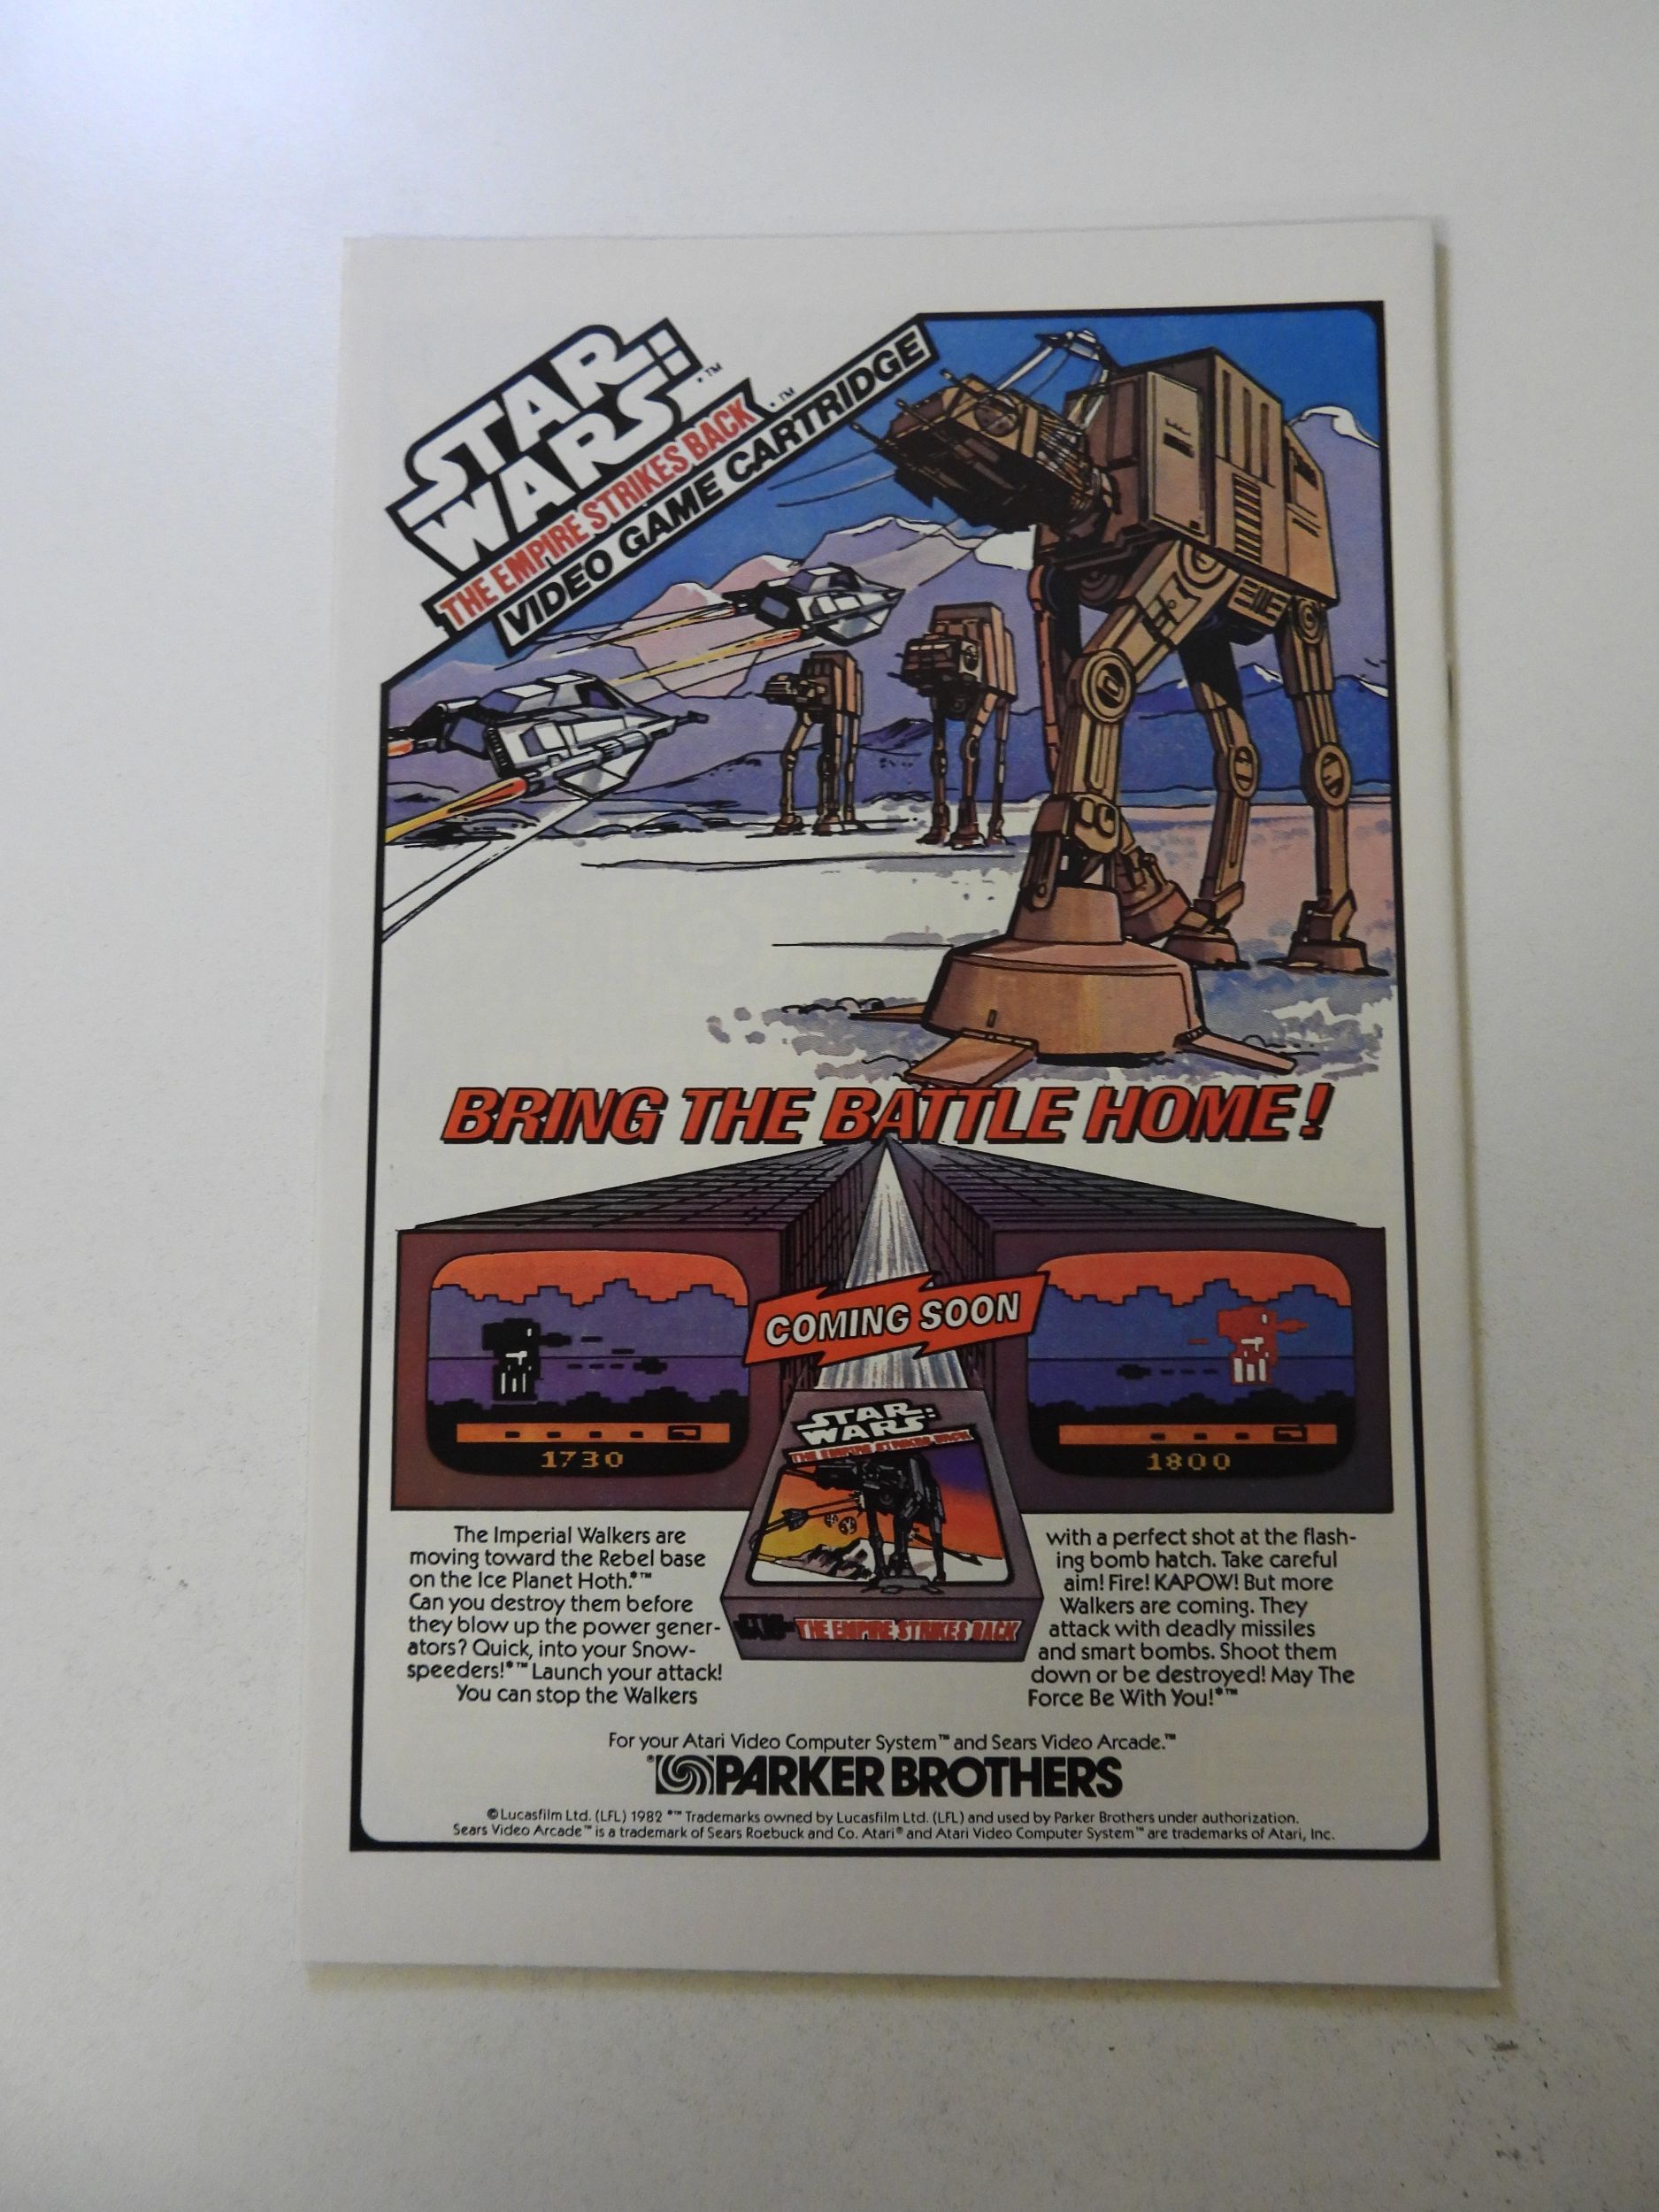 STAR
WARS™
THE EMPIRE STRIKES BACK•™
VIDEO GAME CARTRIDGE
BRING THE BATTLE HOME!
COMING SOON
1730
1800
STAR
WARS
THE EMPIRE STRIKES BACK
THE EMPIRE STRIKES BACK
The Imperial Walkers are
moving toward the Rebel base
on the Ice Planet Hoth.•™
Can you destroy them before
they blow up the power gener-
ators? Quick, into your Snow-
speeders!•™ Launch your attack!
You can stop the Walkers
with a perfect shot at the flash-
ing bomb hatch. Take careful
aim! Fire! KAPOW! But more
Walkers are coming. They
attack with deadly missiles
and smart bombs. Shoot them
down or be destroyed! May The
Force Be With You!•™
For your Atari Video Computer System™ and Sears Video Arcade.™
®PARKER BROTHERS
©Lucasfilm Ltd. (LFL) 1982 •™ Trademarks owned by Lucasfilm Ltd. (LFL) and used by Parker Brothers under authorization.
Sears Video Arcade™ is a trademark of Sears Roebuck and Co. Atari® and Atari Video Computer System™ are trademarks of Atari, Inc.